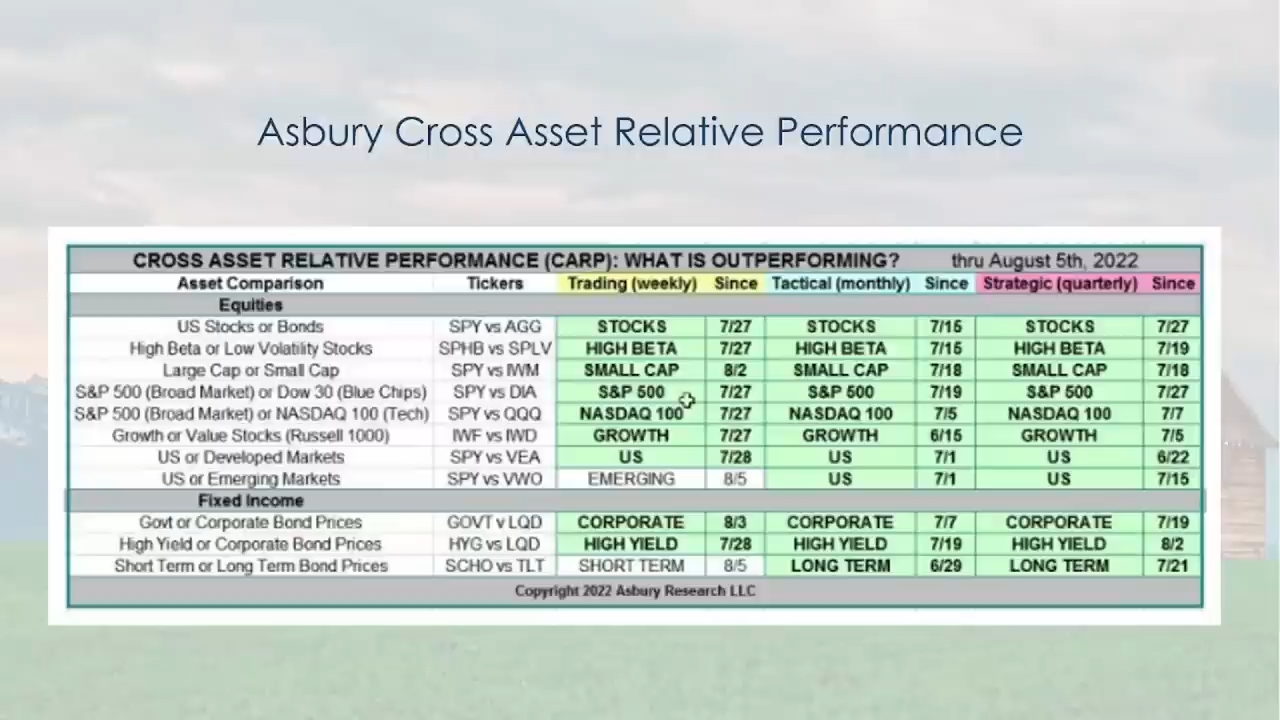 Asbury Cross Asset Relative Performance
CROSS ASSET RELATIVE PERFORMANCE (CARP): WHAT IS OUTPERFORMING? thru August 5th, 2022
Asset Comparison Tickers Trading (weekly) Since Tactical (monthly) Since Strategic (quarterly) Since
Equities
US Stocks or Bonds SPY vs AGG STOCKS 7/27 STOCKS 7/15 STOCKS 7/27
High Beta or Low Volatility Stocks SPHB vs SPLV HIGH BETA 7/27 HIGH BETA 7/15 HIGH BETA 7/19
Large Cap or Small Cap SPY vs IWM SMALL CAP 8/2 SMALL CAP 7/18 SMALL CAP 7/18
S&P 500 (Broad Market) or Dow 30 (Blue Chips) SPY vs DIA S&P 500 7/27 S&P 500 7/19 S&P 500 7/27
S&P 500 (Broad Market) or NASDAQ 100 (Tech) SPY vs QQQ NASDAQ 100 7/27 NASDAQ 100 7/5 NASDAQ 100 7/7
Growth or Value Stocks (Russell 1000) IWF vs IWD GROWTH 7/27 GROWTH 6/15 GROWTH 7/5
US or Developed Markets SPY vs VEA US 7/28 US 7/1 US 6/22
US or Emerging Markets SPY vs VWO EMERGING 8/5 US 7/1 US 7/15
Fixed Income
Govt or Corporate Bond Prices GOVT v LQD CORPORATE 8/3 CORPORATE 7/7 CORPORATE 7/19
High Yield or Corporate Bond Prices HYG vs LQD HIGH YIELD 7/28 HIGH YIELD 7/19 HIGH YIELD 8/2
Short Term or Long Term Bond Prices SCHO vs TLT SHORT TERM 8/5 LONG TERM 6/29 LONG TERM 7/21
Copyright 2022 Asbury Research LLC